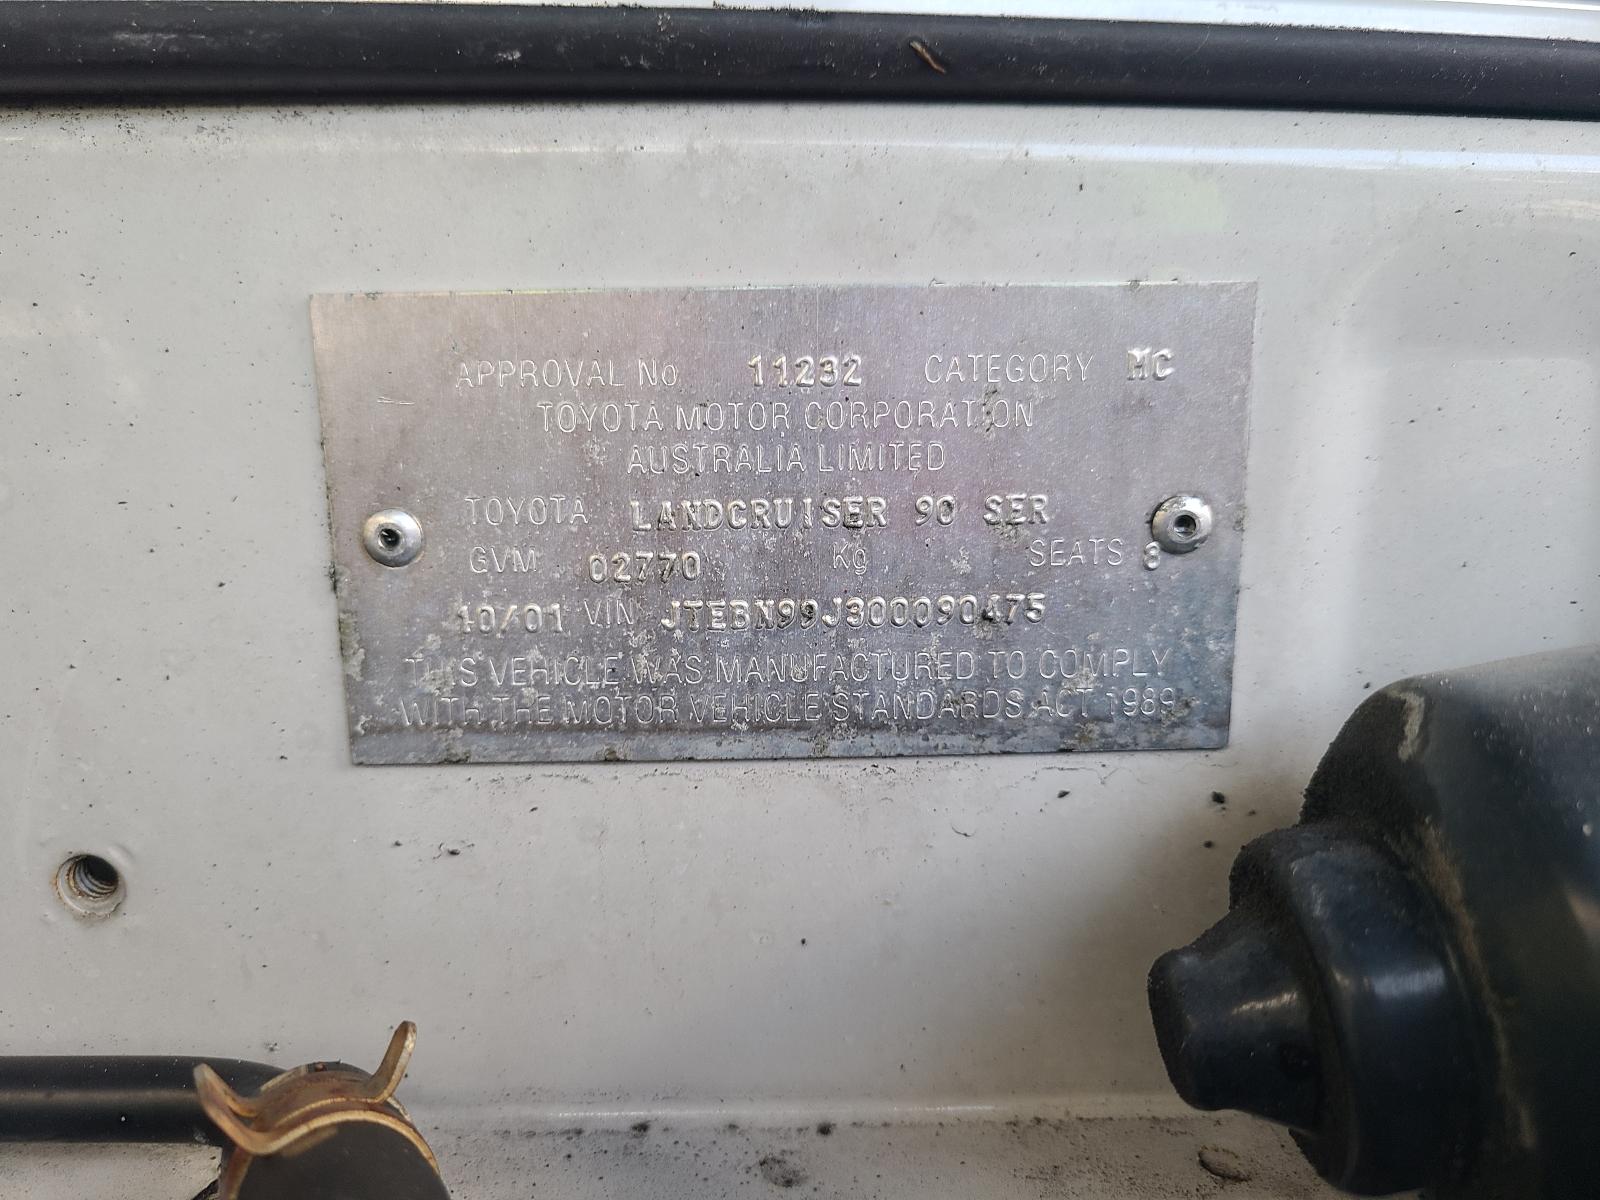 APPROVAL No 11232 CATEGORY MC
TOYOTA MOTOR CORPORATION
AUSTRALIA LIMITED
TOYOTA LANDCRUISER 90 SER
GVM 02770 Kg SEATS 8
10/01 VIN JTEBN99J300090475
THIS VEHICLE WAS MANUFACTURED TO COMPLY
WITH THE MOTOR VEHICLE STANDARDS ACT 1989